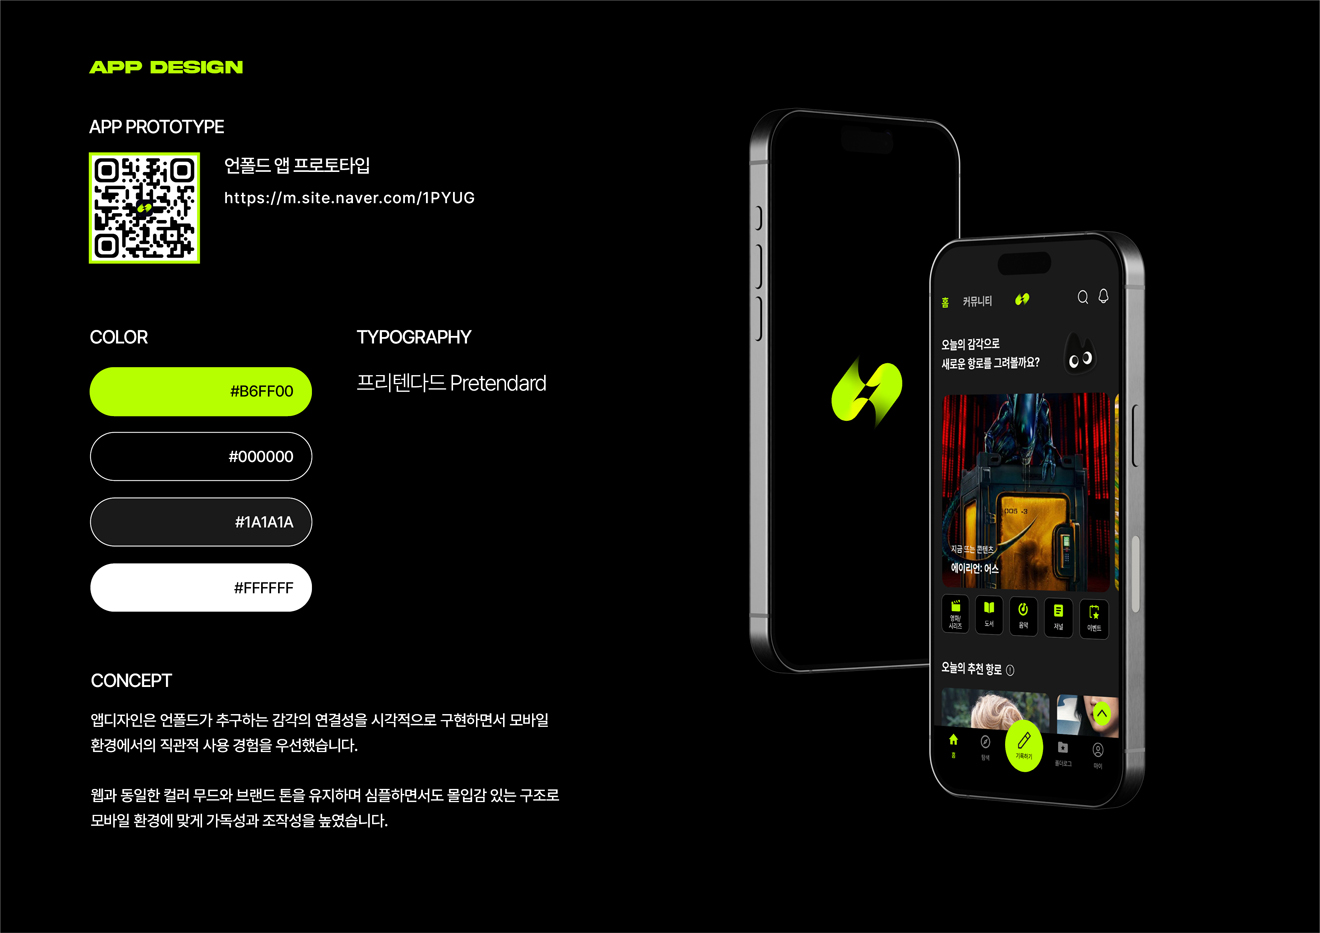 APP DESIGN
APP PROTOTYPE
언폴드 앱 프로토타입
https://m.site.naver.com/1PYUG
COLOR
#B6FF00
#000000
#1A1A1A
#FFFFFF
TYPOGRAPHY
프리텐다드 Pretendard
CONCEPT
앱디자인은 언폴드가 추구하는 감각의 연결성을 시각적으로 구현하면서 모바일
환경에서의 직관적 사용 경험을 우선했습니다.
웹과 동일한 컬러 무드와 브랜드 톤을 유지하며 심플하면서도 몰입감 있는 구조로
모바일 환경에 맞게 가독성과 조작성을 높였습니다.
홈 커뮤니티
오늘의 감각으로
새로운 항로를 그려볼까요?
지금 뜨는 콘텐츠
에이리언: 어스
영화/
시리즈
도서
음악
저널
이벤트
오늘의 추천 항로
홈
탐색
기록하기
폴더로그
마이